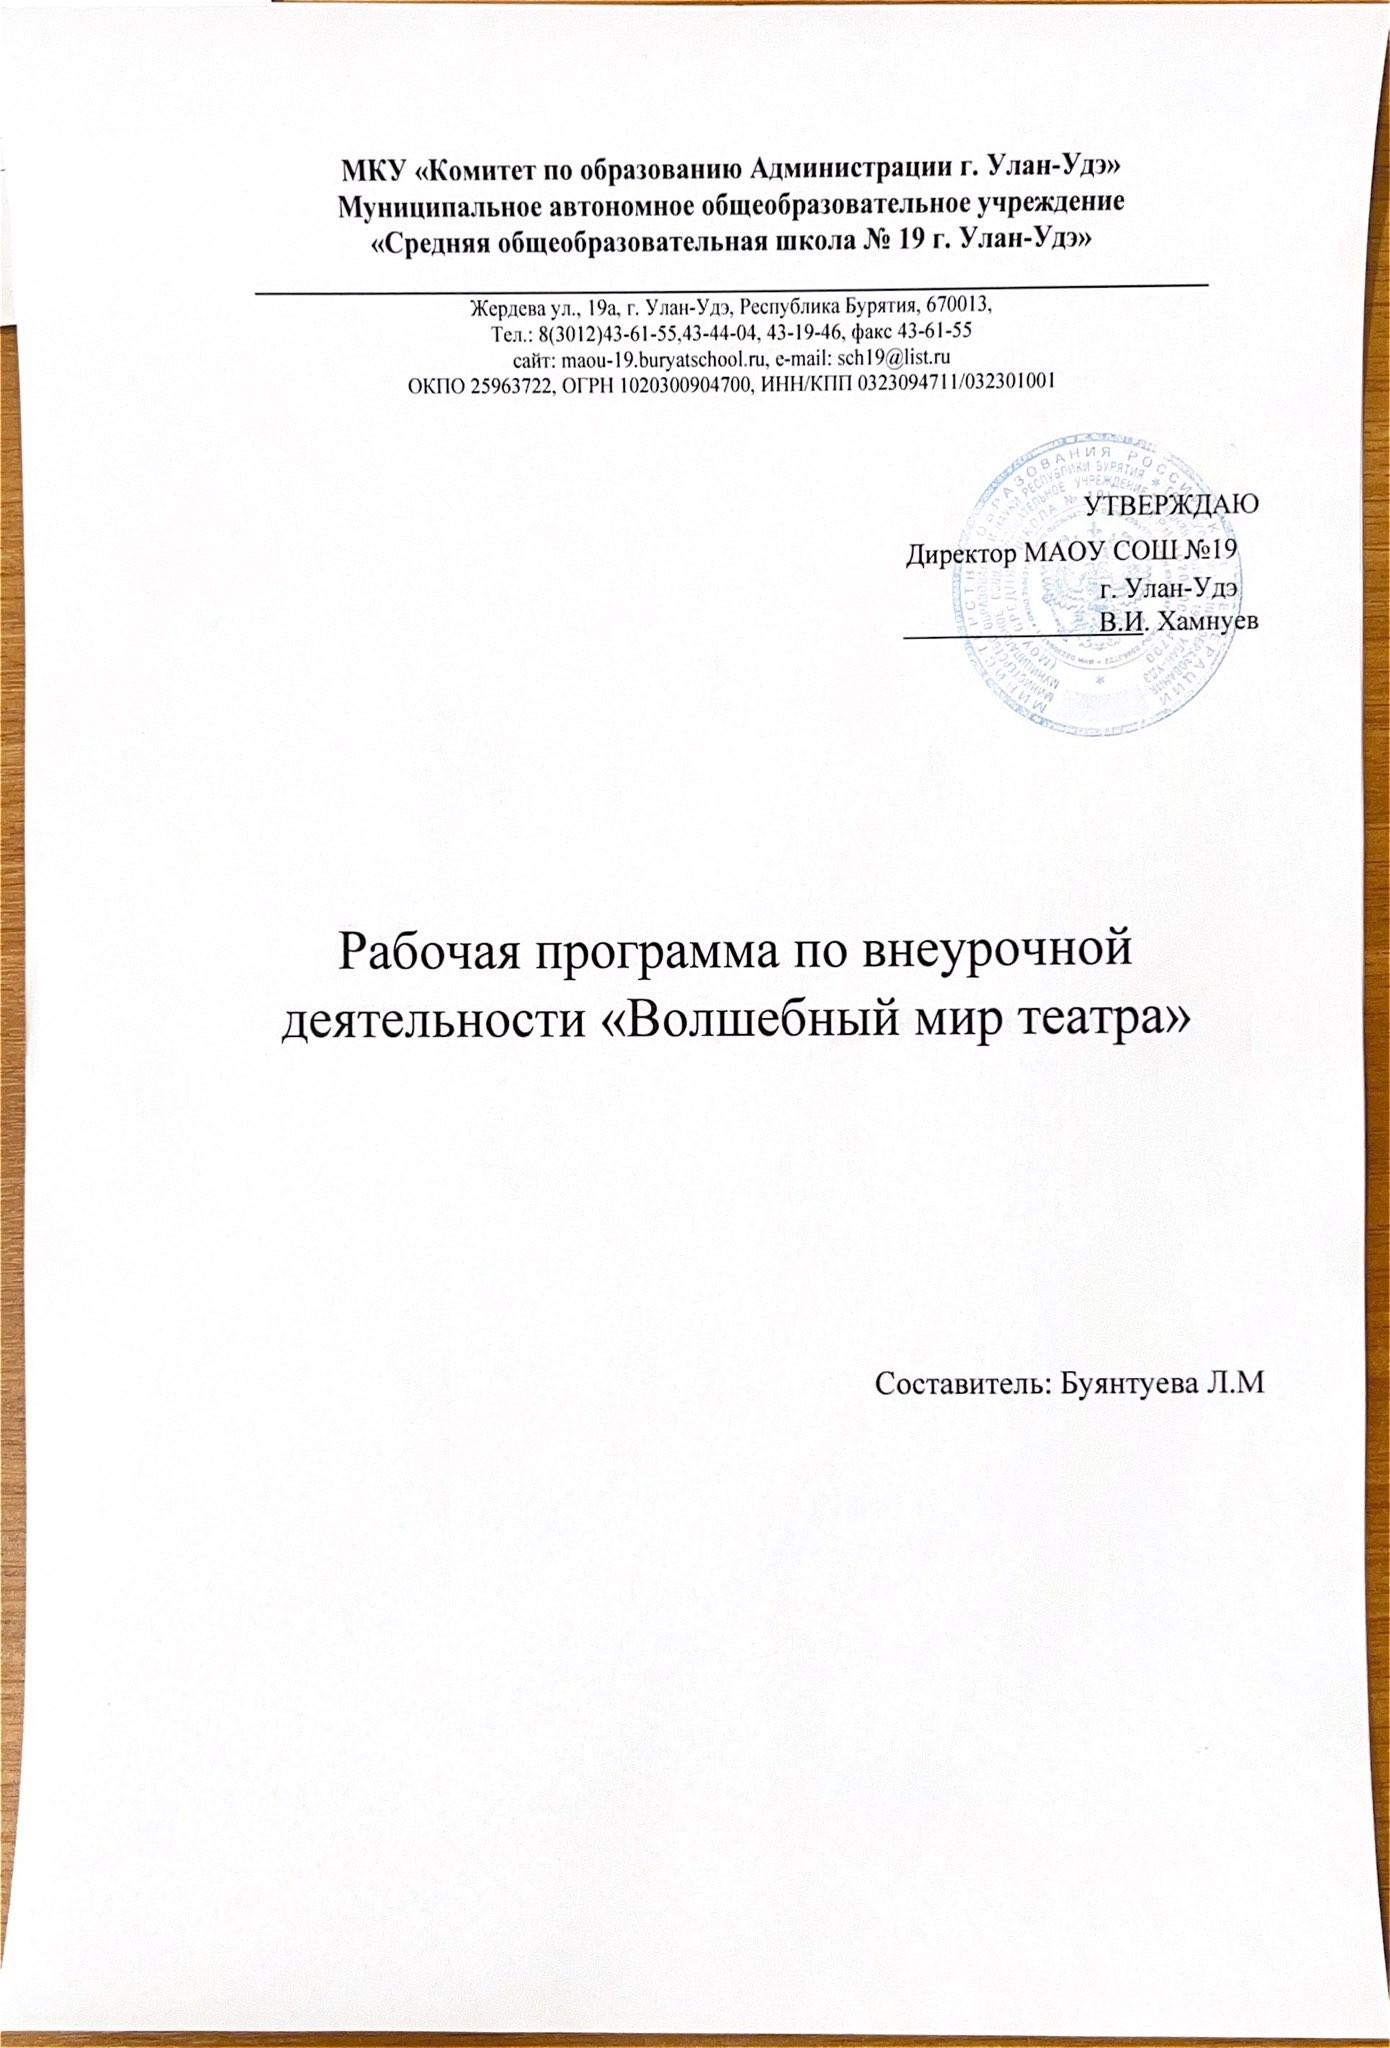 МКУ «Комитет по образованию Администрации г. Улан-Удэ»
Муниципальное автономное общеобразовательное учреждение
«Средняя общеобразовательная школа № 19 г. Улан-Удэ»
Жердева ул., 19а, г. Улан-Удэ, Республика Бурятия, 670013,
Тел.: 8(3012)43-61-55,43-44-04, 43-19-46, факс 43-61-55
сайт: maou-19.buryatschool.ru, e-mail: sch19@list.ru
ОКПО 25963722, ОГРН 1020300904700, ИНН/КПП 0323094711/032301001
УТВЕРЖДАЮ
Директор МАОУ СОШ №19
г. Улан-Удэ
В.И. Хамнуев
Рабочая программа по внеурочной
деятельности «Волшебный мир театра»
Составитель: Буянтуева Л.М